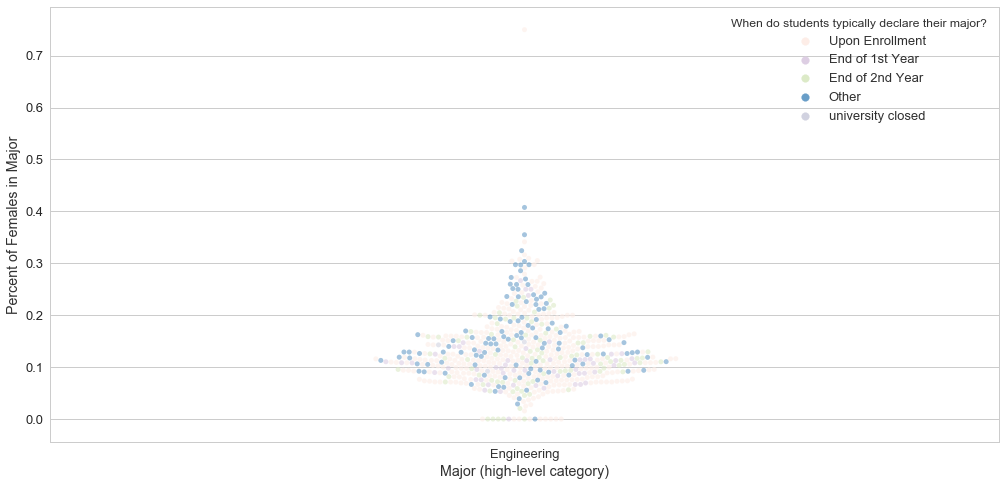 When do students typically declare their major?
Upon Enrollment
End of 1st Year
End of 2nd Year
Other
university closed
Percent of Females in Major
0.7
0.6
0.5
0.4
0.3
0.2
0.1
0.0
Engineering
Major (high-level category)